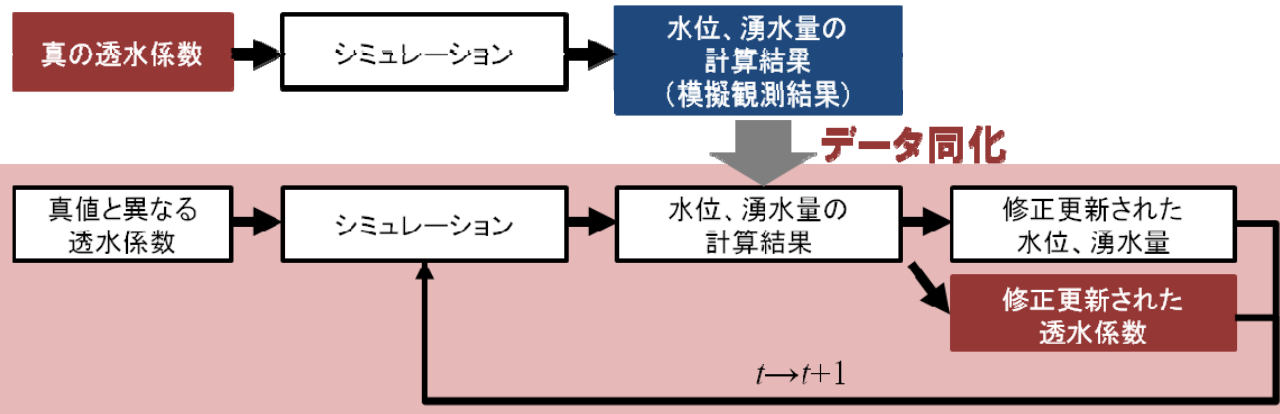 真の透水係数
シミュレーション
水位、湧水量の
計算結果
（模擬観測結果）
データ同化
真値と異なる
透水係数
シミュレーション
水位、湧水量の
計算結果
修正更新された
水位、湧水量
修正更新された
透水係数
t→t+1